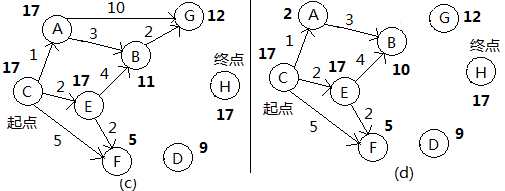 17 A 10 G 12
1 3 2
B
17 17 4 11 终点
C 2 E H
起点 2 17
5 5 9
F D
(c)
2 A 3 G 12
1 B
17 17 4 10 终点
C 2 E H
起点 2 17
5 5 9
F D
(d)